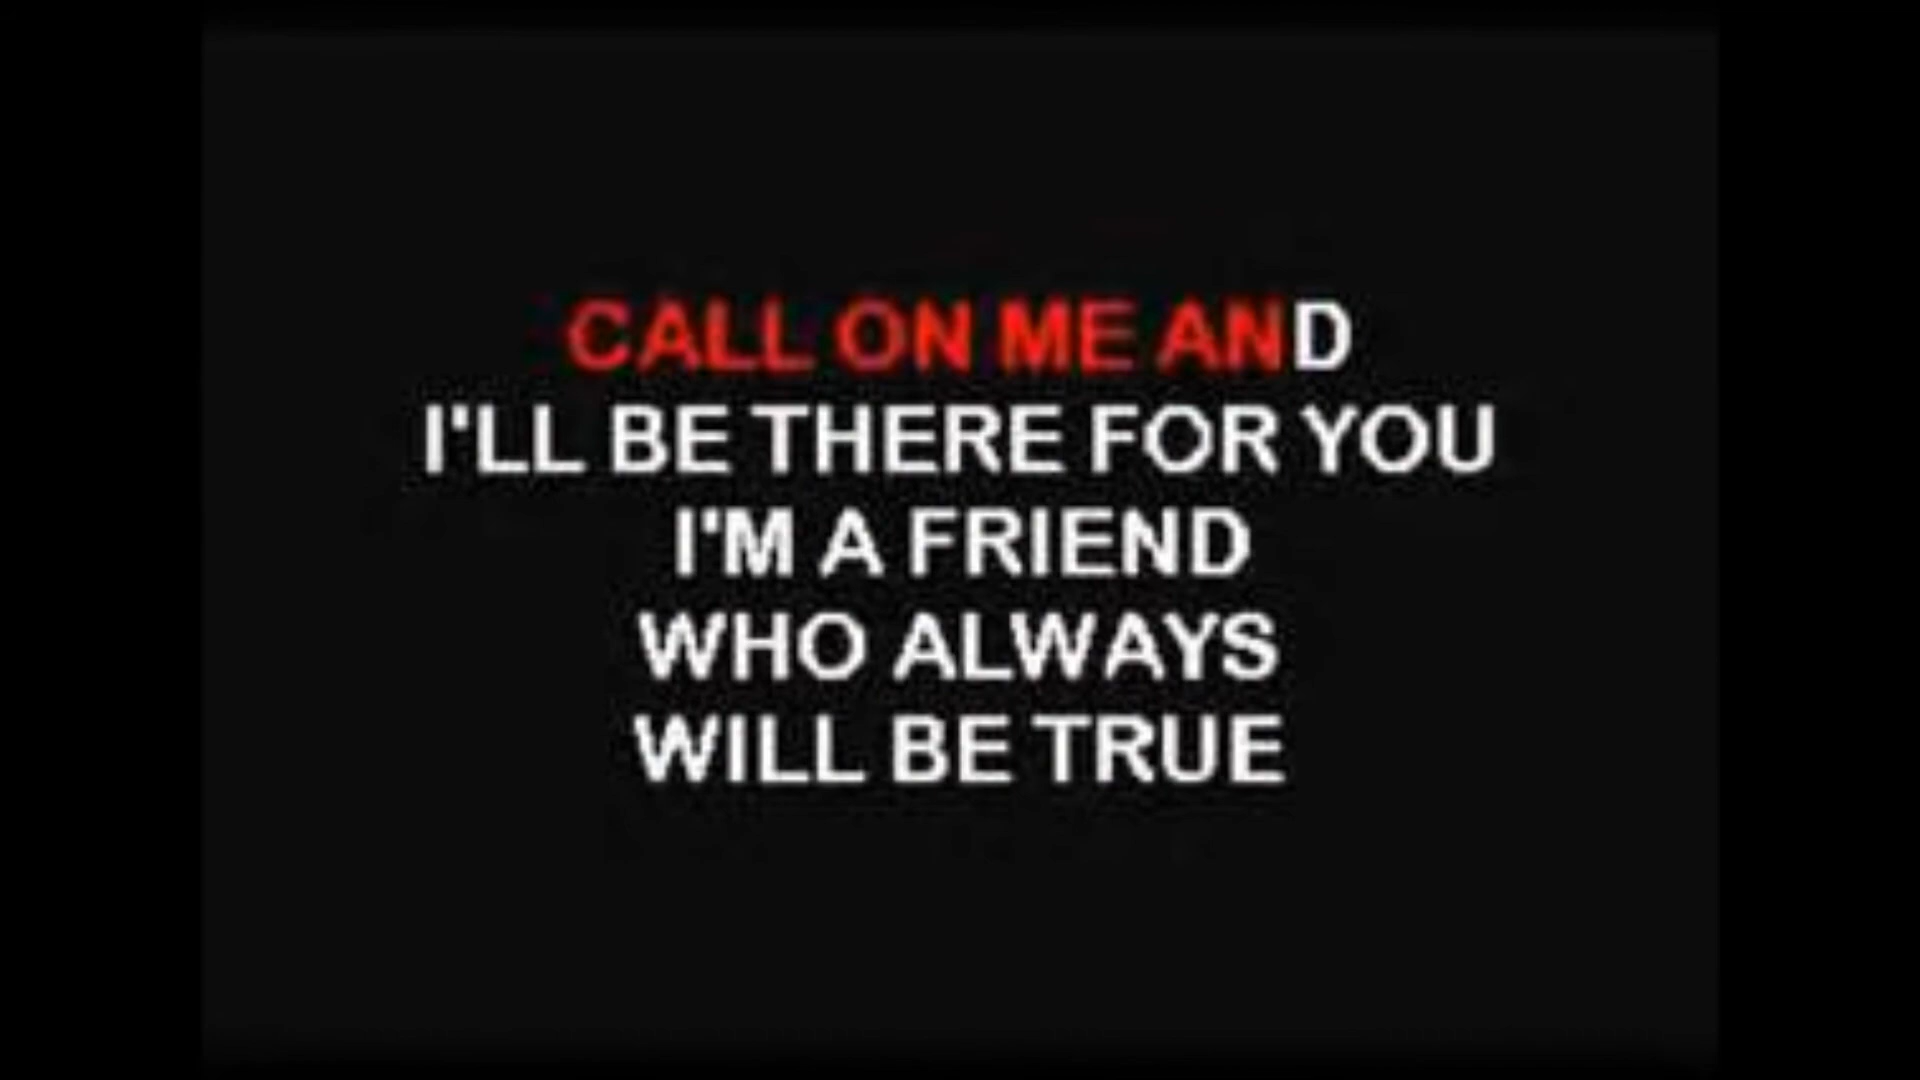 CALL ON ME AND
I'LL BE THERE FOR YOU
I'M A FRIEND
WHO ALWAYS
WILL BE TRUE